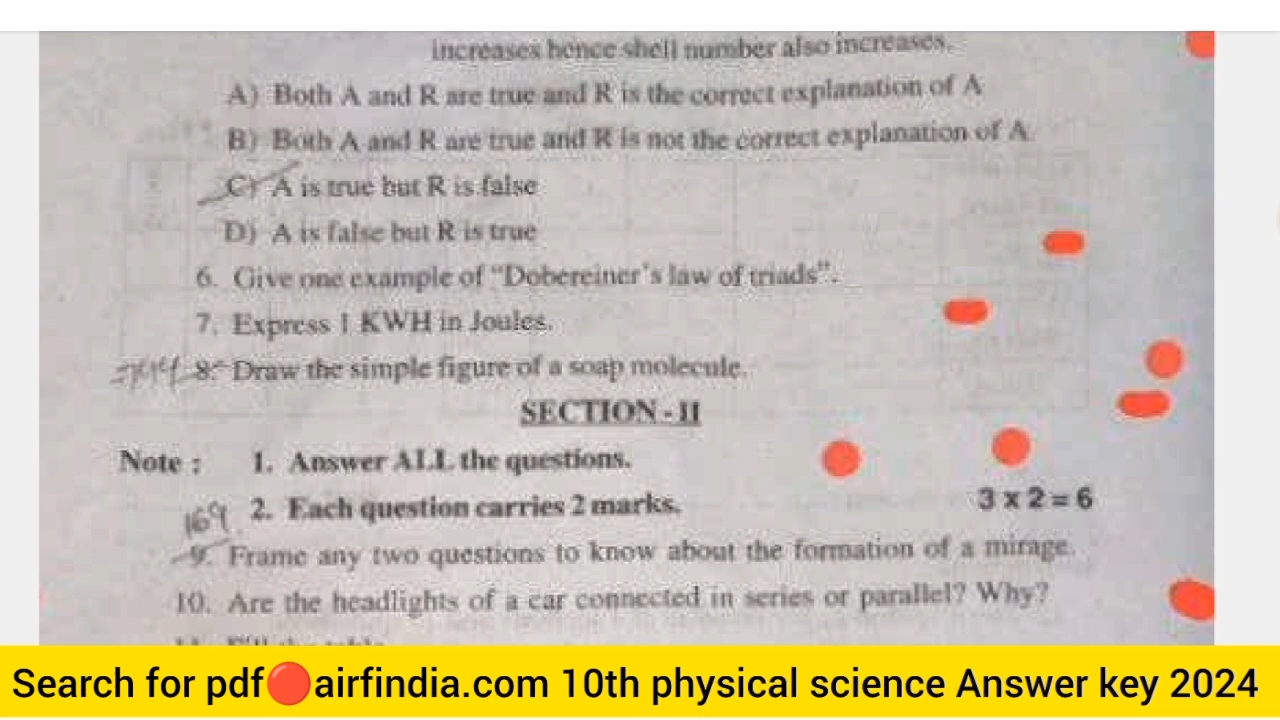 increases hence shell number also increases.
A) Both A and R are true and R is the correct explanation of A
B) Both A and R are true and R is not the correct explanation of A
C) A is true but R is false
D) A is false but R is true
6. Give one example of "Dobereiner's law of triads".
7. Express 1 KWH in Joules.
8. Draw the simple figure of a soap molecule.
SECTION - II
Note : 1. Answer ALL the questions.
2. Each question carries 2 marks. 3 x 2 = 6
169
9. Frame any two questions to know about the formation of a mirage.
10. Are the headlights of a car connected in series or parallel? Why?
Search for pdf🔴airfindia.com 10th physical science Answer key 2024